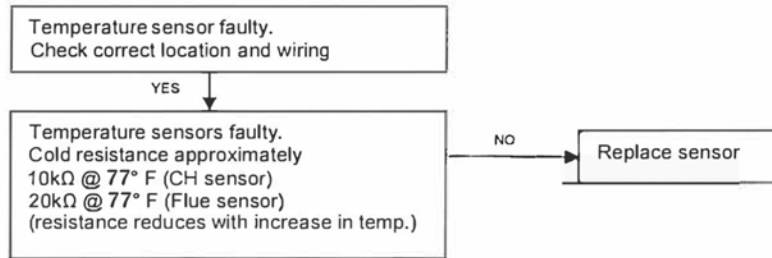 Temperature sensor faulty.
Check correct location and wiring
YES
Temperature sensors faulty.
Cold resistance approximately
10kΩ @ 77° F (CH sensor)
20kΩ @ 77° F (Flue sensor)
(resistance reduces with increase in temp.)
NO
Replace sensor